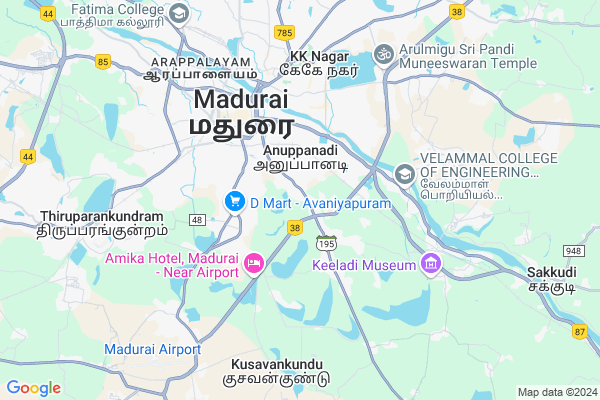 Fatima College
பாத்திமா கல்லூரி
44
38
785
KK Nagar
கேகே நகர்
Arulmigu Sri Pandi
Muneeswaran Temple
85
ARAPPALAYAM
ஆரப்பாளையம்
Madurai
மதுரை
Anuppanadi
அனுப்பானடி
44
VELAMMAL COLLEGE
OF ENGINEERING...
வேலம்மாள்
பொறியியல்...
D Mart - Avaniyapuram
Thiruparankundram
திருப்பரங்குன்றம்
48
38
195
948
Amika Hotel, Madurai
- Near Airport
Keeladi Museum
Sakkudi
சக்குடி
87
Madurai Airport
Kusavankundu
குசவன்குண்டு
44
Google
Map data ©2024